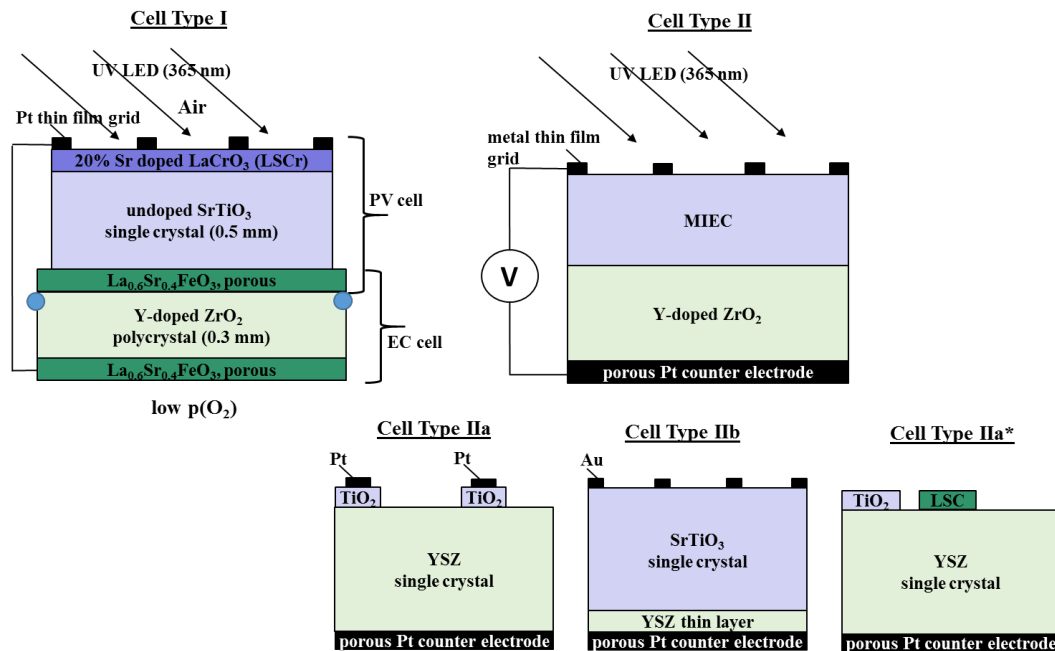 Cell Type I
UV LED (365 nm)
Air
Pt thin film grid
20% Sr doped LaCrO₃ (LSCr)
undoped SrTiO₃
single crystal (0.5 mm)
PV cell
La₀.₆Sr₀.₄FeO₃, porous
Y-doped ZrO₂
polycrystal (0.3 mm)
EC cell
La₀.₆Sr₀.₄FeO₃, porous
low p(O₂)
Cell Type II
UV LED (365 nm)
metal thin film
grid
MIEC
V
Y-doped ZrO₂
porous Pt counter electrode
Cell Type IIa
Pt
Pt
TiO₂
TiO₂
YSZ
single crystal
porous Pt counter electrode
Cell Type IIb
Au
SrTiO₃
single crystal
YSZ thin layer
porous Pt counter electrode
Cell Type IIa*
TiO₂
LSC
YSZ
single crystal
porous Pt counter electrode